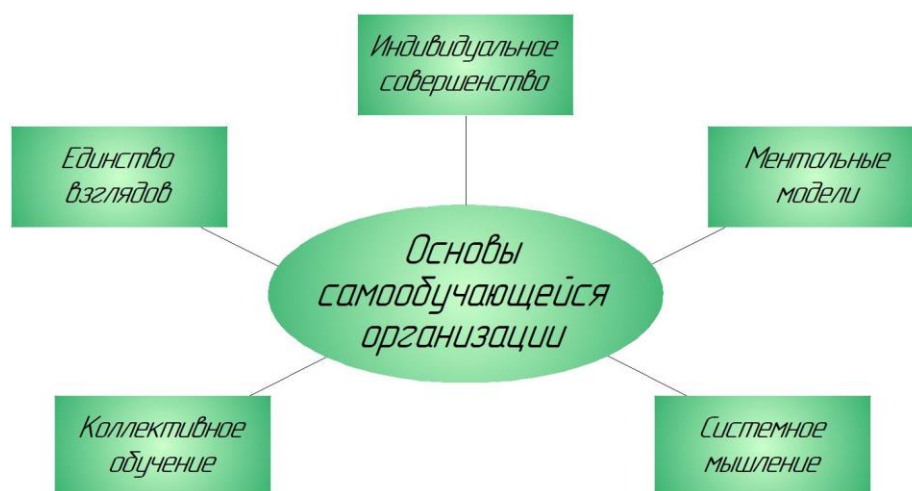 Индивидуальное
совершенство
Единство
взглядов
Ментальные
модели
Основы
самообучающейся
организации
Коллективное
обучение
Системное
мышление